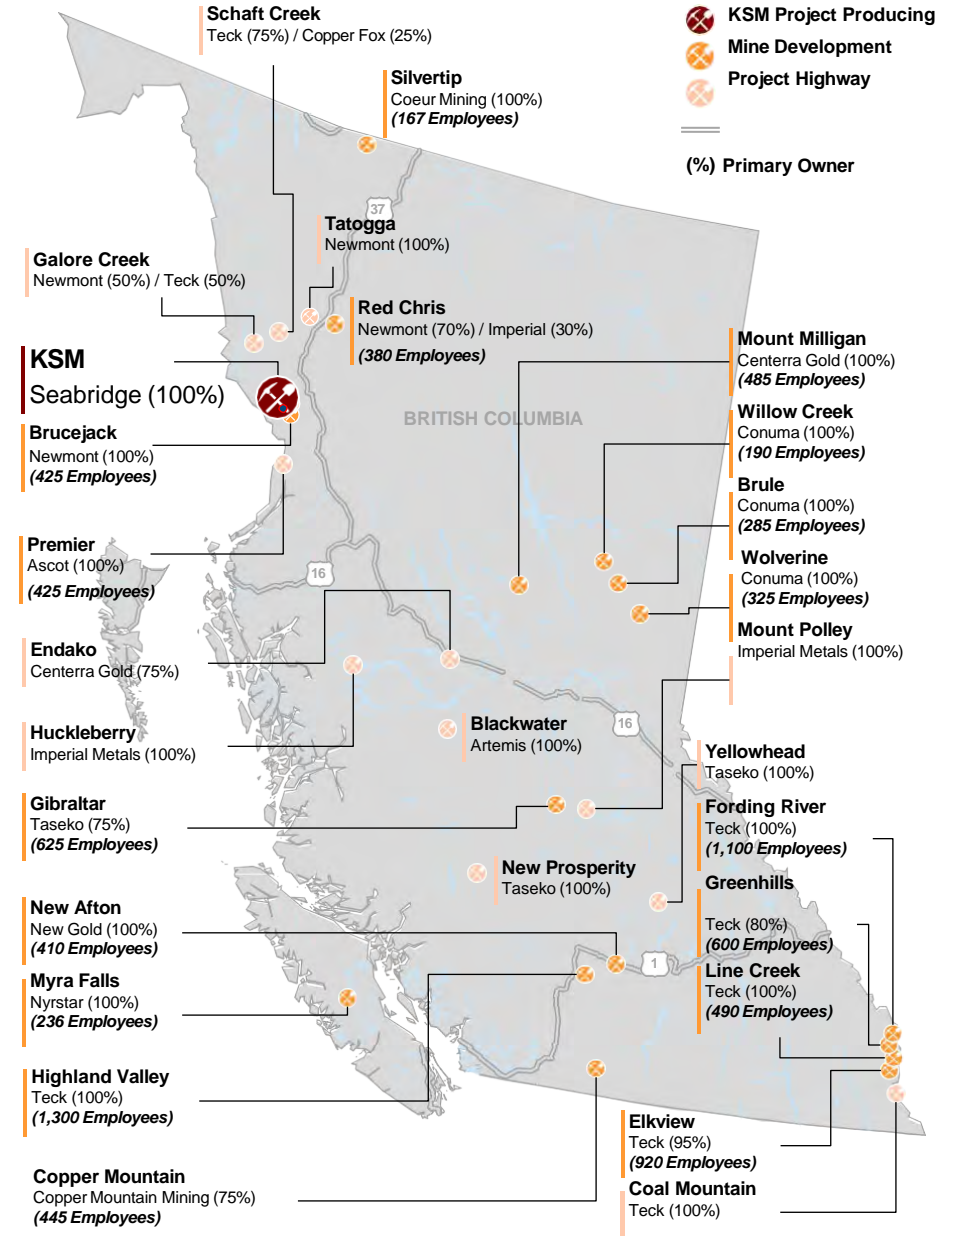 Schaft Creek
Teck (75%) / Copper Fox (25%)
KSM Project Producing
Mine Development
Project Highway
(%) Primary Owner
Silvertip
Coeur Mining (100%)
(167 Employees)
37
Tatogga
Newmont (100%)
Galore Creek
Newmont (50%) / Teck (50%)
Red Chris
Newmont (70%) / Imperial (30%)
(380 Employees)
KSM
Seabridge (100%)
Mount Milligan
Centerra Gold (100%)
(485 Employees)
BRITISH COLUMBIA
Willow Creek
Conuma (100%)
(190 Employees)
Brucejack
Newmont (100%)
(425 Employees)
Brule
Conuma (100%)
(285 Employees)
Premier
Ascot (100%)
(425 Employees)
16
Wolverine
Conuma (100%)
(325 Employees)
Mount Polley
Imperial Metals (100%)
Endako
Centerra Gold (75%)
Huckleberry
Imperial Metals (100%)
Blackwater
Artemis (100%)
16
Yellowhead
Taseko (100%)
Gibraltar
Taseko (75%)
(625 Employees)
Fording River
Teck (100%)
(1,100 Employees)
New Prosperity
Taseko (100%)
Greenhills
Teck (80%)
(600 Employees)
New Afton
New Gold (100%)
(410 Employees)
1
Line Creek
Teck (100%)
(490 Employees)
Myra Falls
Nyrstar (100%)
(236 Employees)
Highland Valley
Teck (100%)
(1,300 Employees)
Elkview
Teck (95%)
(920 Employees)
Copper Mountain
Copper Mountain Mining (75%)
(445 Employees)
Coal Mountain
Teck (100%)